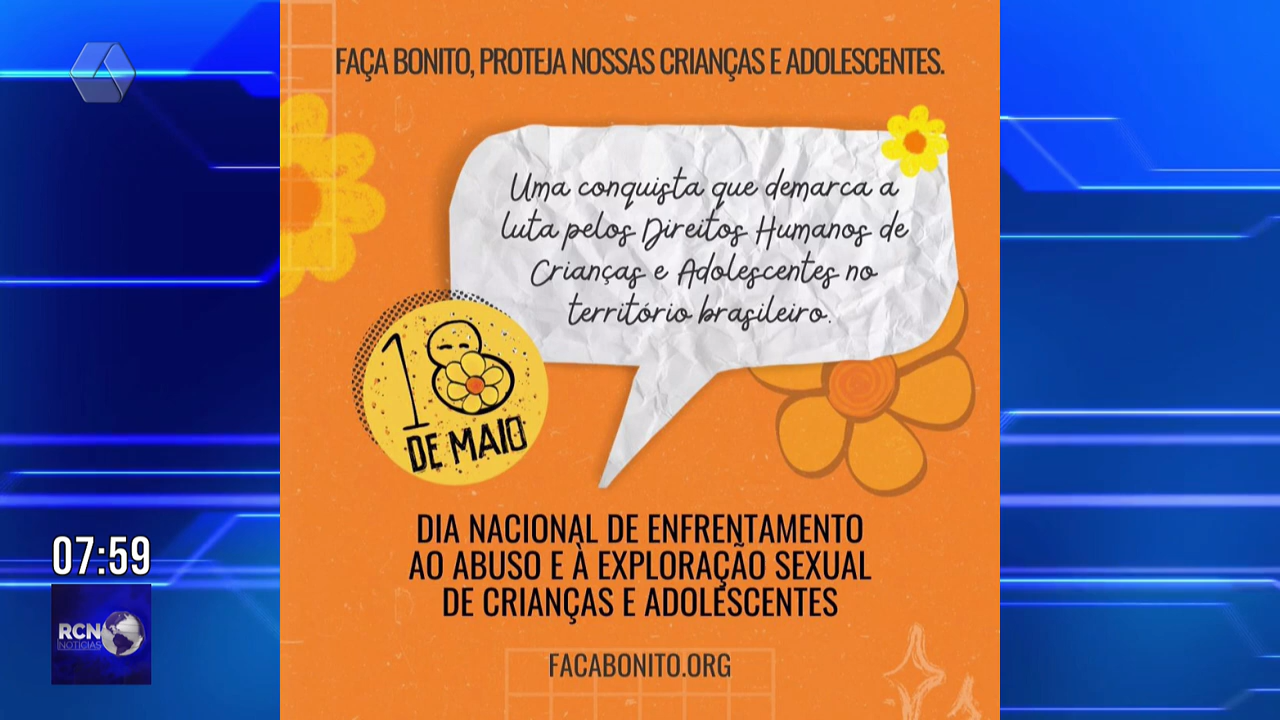 FAÇA BONITO, PROTEJA NOSSAS CRIANÇAS E ADOLESCENTES.
Uma conquista que demarca a
luta pelos Direitos Humanos de
Crianças e Adolescentes no
território brasileiro.
18
DE MAIO
DIA NACIONAL DE ENFRENTAMENTO
AO ABUSO E À EXPLORAÇÃO SEXUAL
DE CRIANÇAS E ADOLESCENTES
FACABONITO.ORG
07:59
RCN
NOTÍCIAS